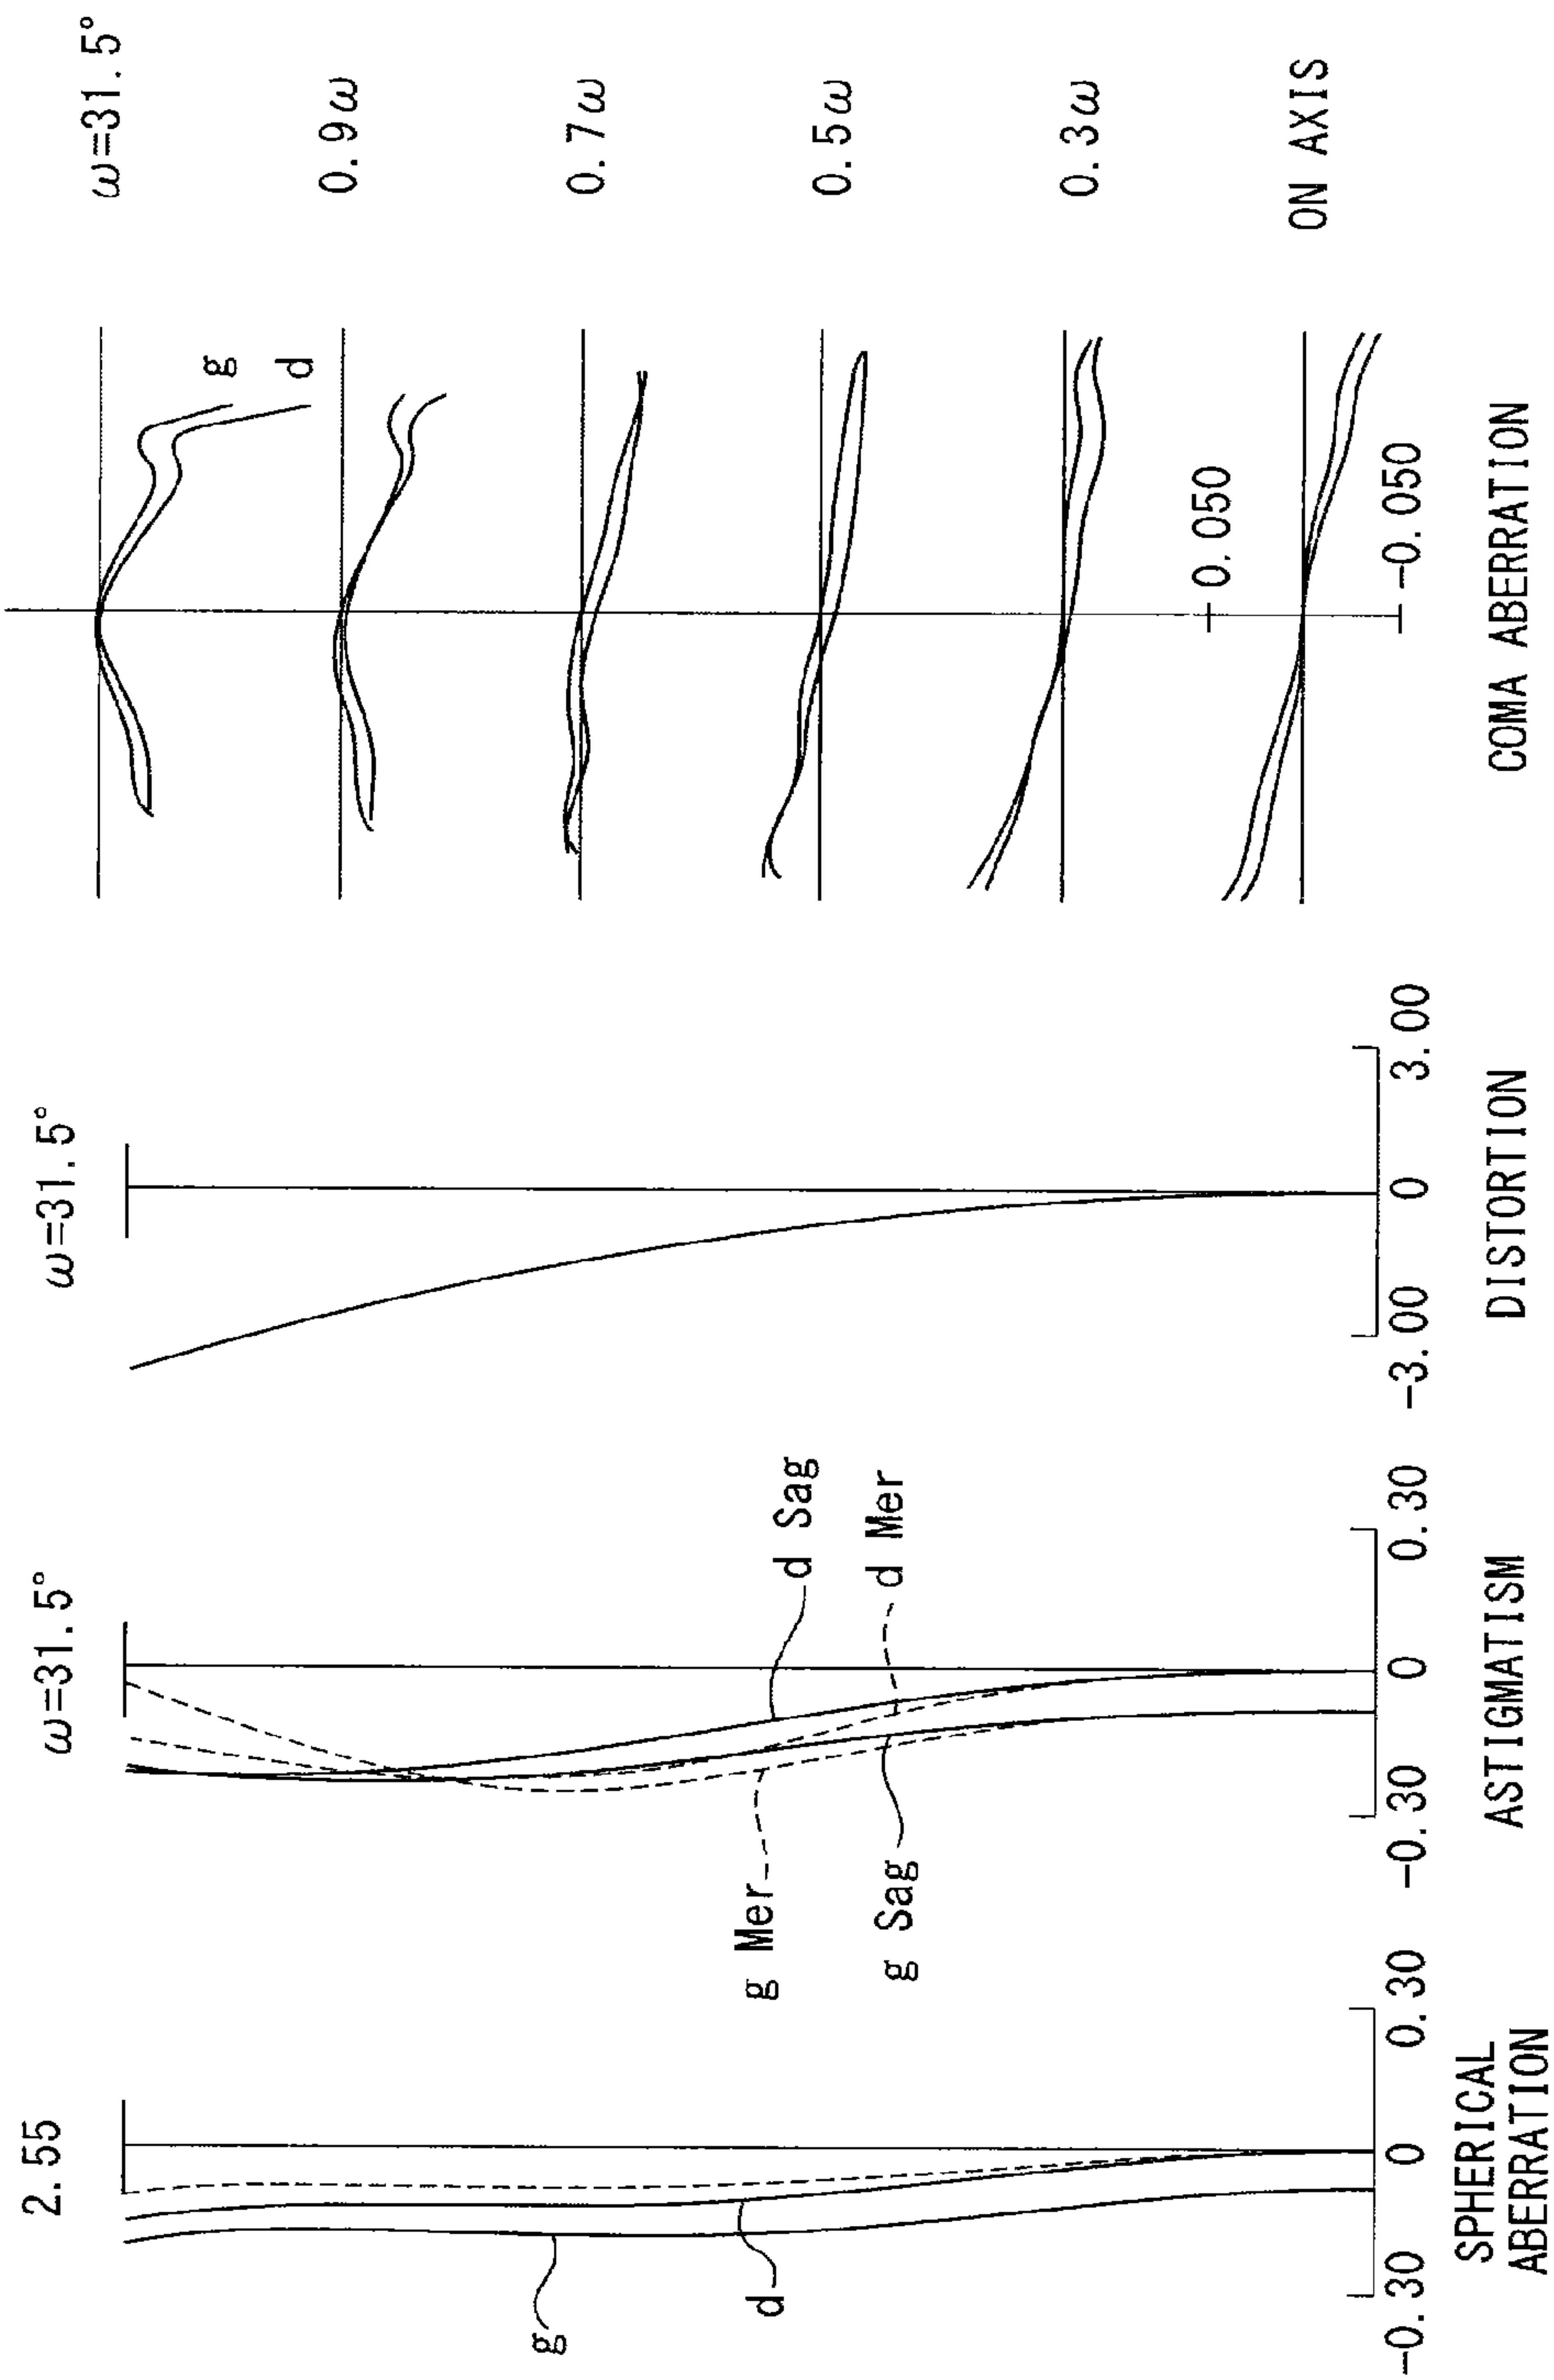 2.55
g
d
-0.30
0
0.30
SPHERICAL
ABERRATION
ω=31.5°
g Mer
g Sag
d Sag
d Mer
-0.30
0
0.30
ASTIGMATISM
ω=31.5°
-3.00
0
3.00
DISTORTION
ω=31.5°
g
d
0.9ω
0.7ω
0.5ω
0.3ω
0.050
ON AXIS
-0.050
COMA ABERRATION